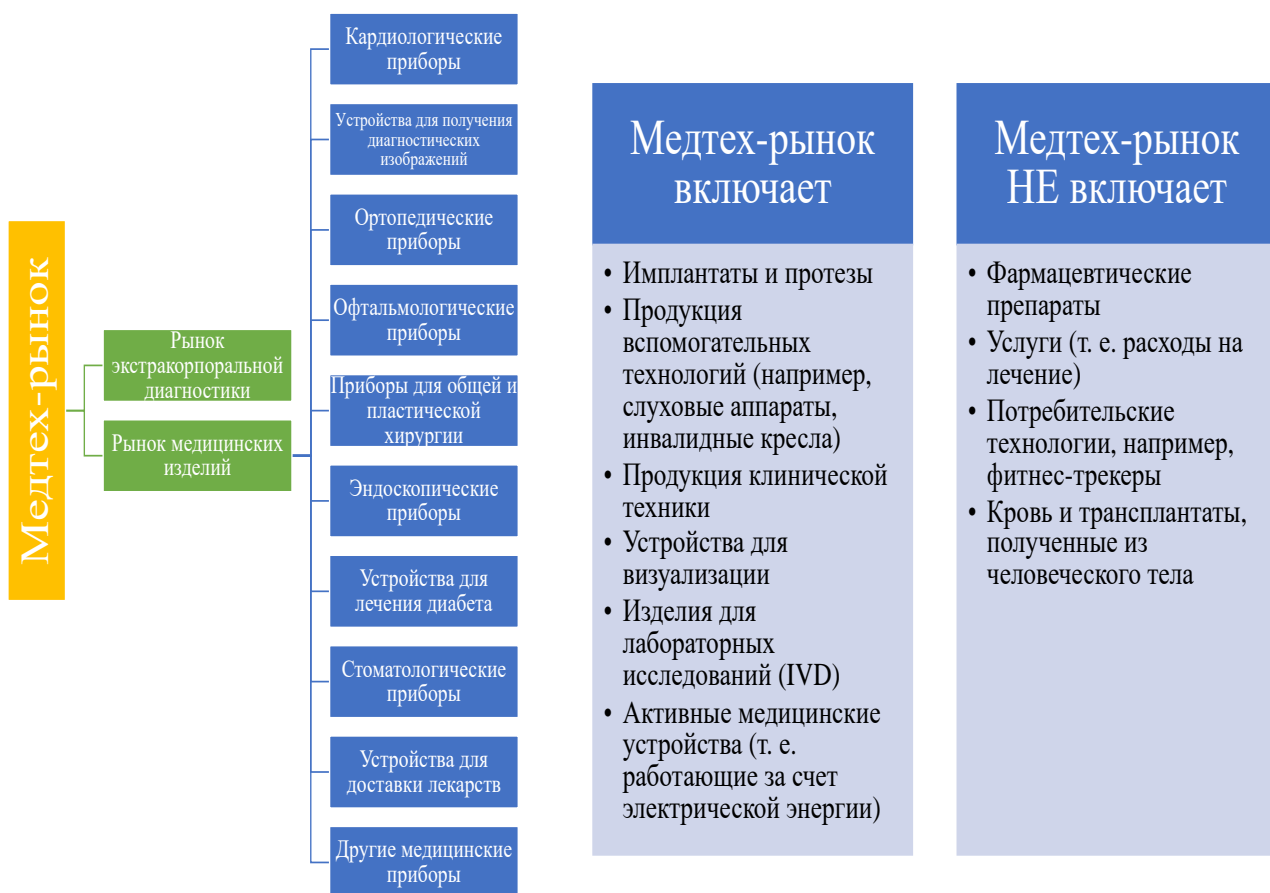 Медтех-рынок
Рынок
экстракорпоральной
диагностики
Рынок медицинских
изделий
Кардиологические
приборы
Устройства для получения
диагностических
изображений
Ортопедические
приборы
Офтальмологические
приборы
Приборы для общей и
пластической
хирургии
Эндоскопические
приборы
Устройства для
лечения диабета
Стоматологические
приборы
Устройства для
доставки лекарств
Другие медицинские
приборы
Медтех-рынок
включает
• Имплантаты и протезы
• Продукция
вспомогательных
технологий (например,
слуховые аппараты,
инвалидные кресла)
• Продукция клинической
техники
• Устройства для
визуализации
• Изделия для
лабораторных
исследований (IVD)
• Активные медицинские
устройства (т. е.
работающие за счет
электрической энергии)
Медтех-рынок
НЕ включает
• Фармацевтические
препараты
• Услуги (т. е. расходы на
лечение)
• Потребительские
технологии, например,
фитнес-трекеры
• Кровь и трансплантаты,
полученные из
человеческого тела